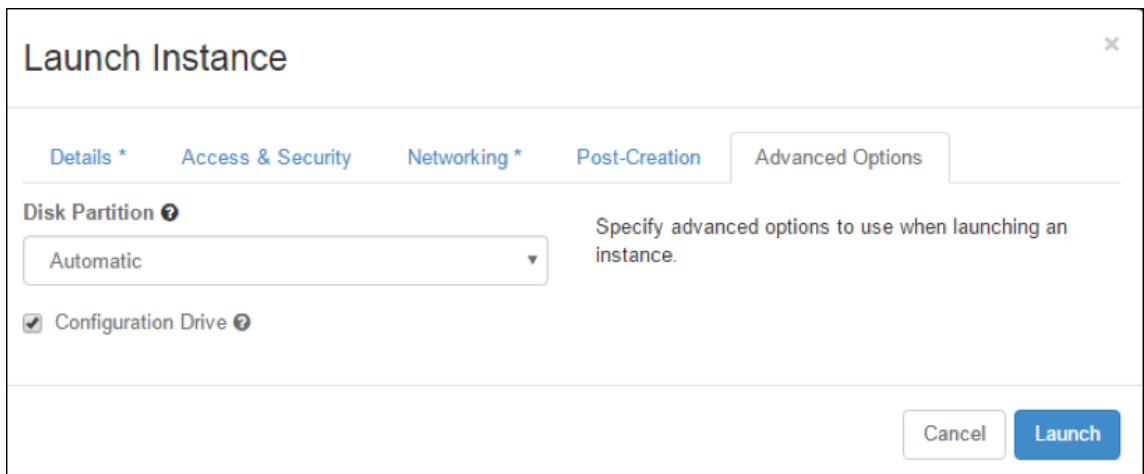 Launch Instance
×
Details *
Access & Security
Networking *
Post-Creation
Advanced Options
Disk Partition
Specify advanced options to use when launching an
instance.
Automatic
Configuration Drive
Cancel
Launch